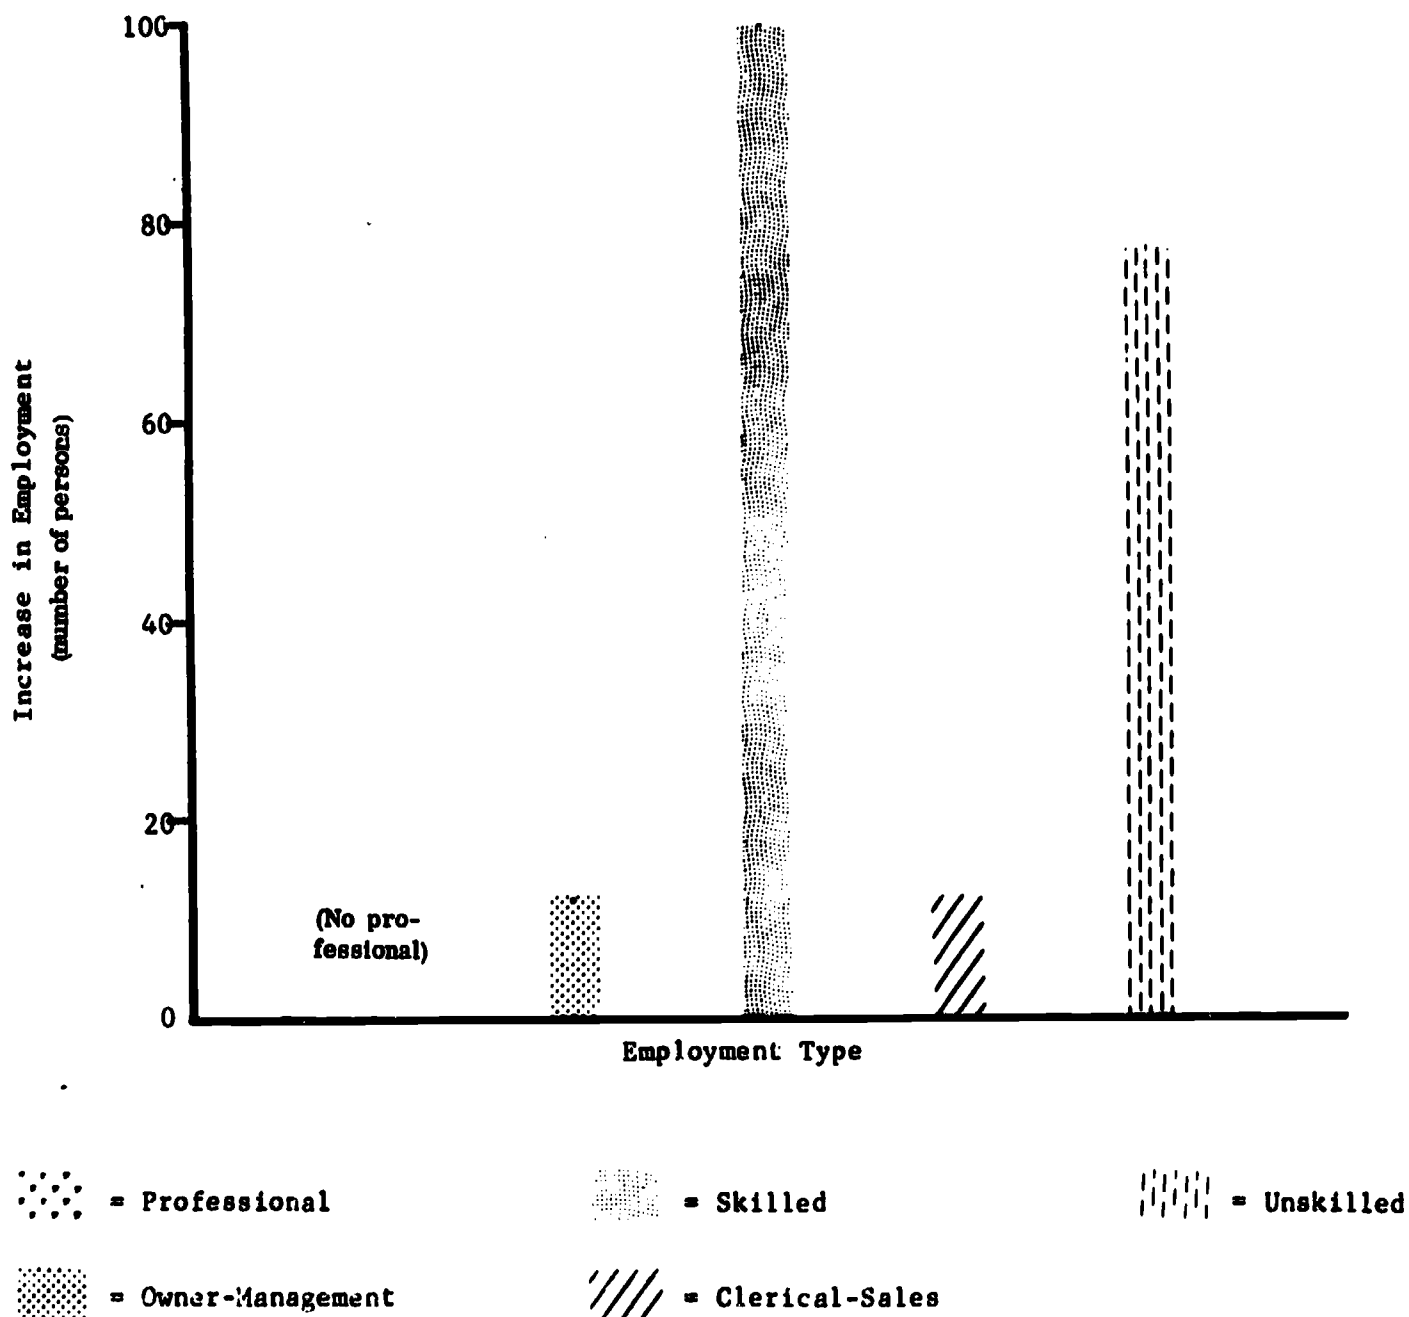 100
80
60
40
20
0
Increase in Employment
(number of persons)
(No pro-
fessional)
Employment Type
= Professional
= Skilled
= Unskilled
= Owner-Management
= Clerical-Sales